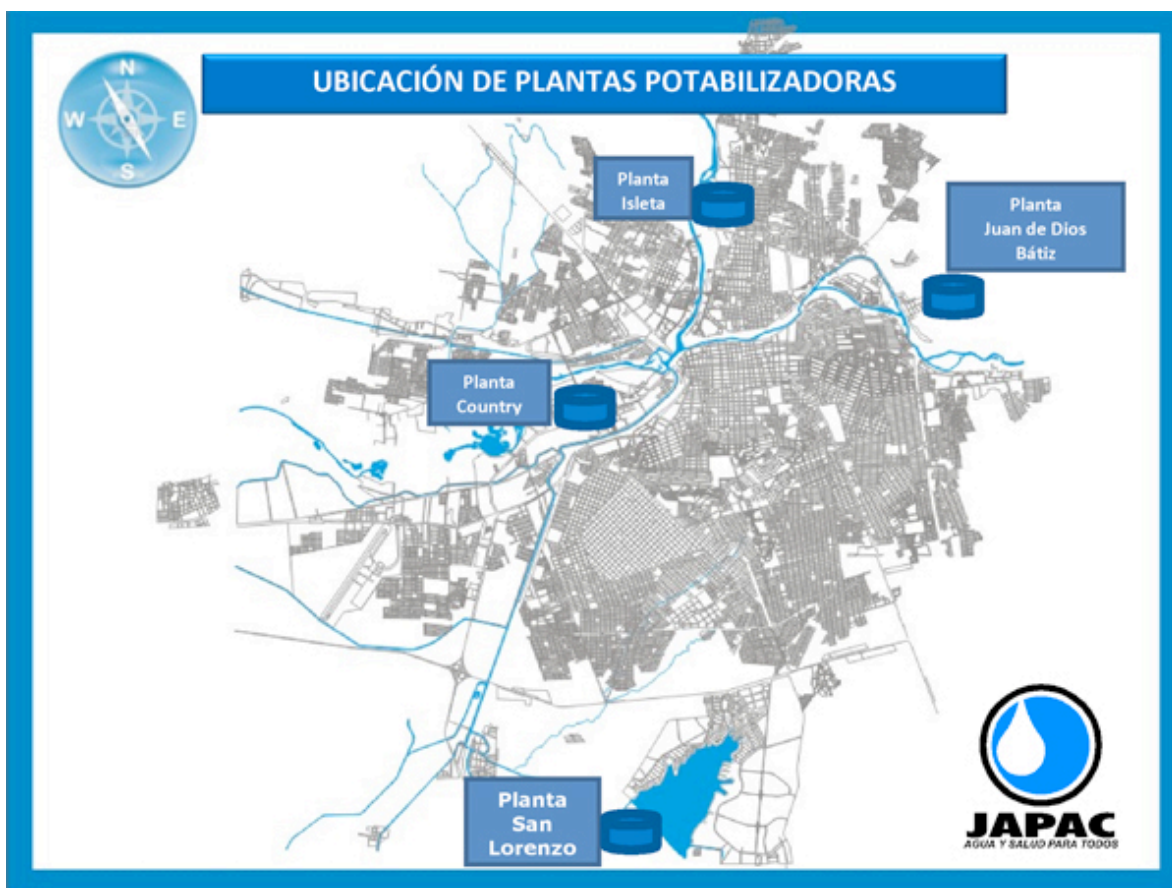 UBICACIÓN DE PLANTAS POTABILIZADORAS
N
W
E
S
Planta
Isleta
Planta
Juan de Dios
Bátiz
Planta
Country
Planta
San
Lorenzo
JAPAC
AGUA Y SALUD PARA TODOS